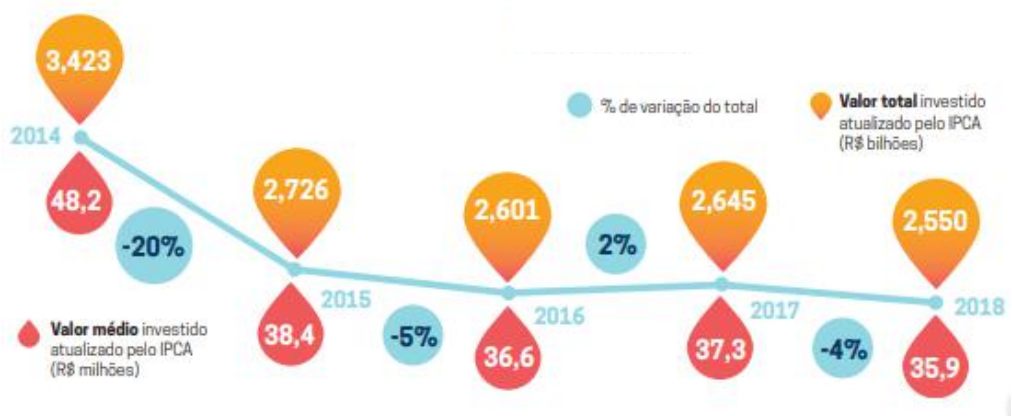 3,423
2014
48,2
-20%
2,726
2015
38,4
-5%
2,601
2016
36,6
2%
2,645
2017
37,3
-4%
2,550
2018
35,9
% de variação do total
Valor total investido
atualizado pelo IPCA
(R$ bilhões)
Valor médio investido
atualizado pelo IPCA
(R$ milhões)